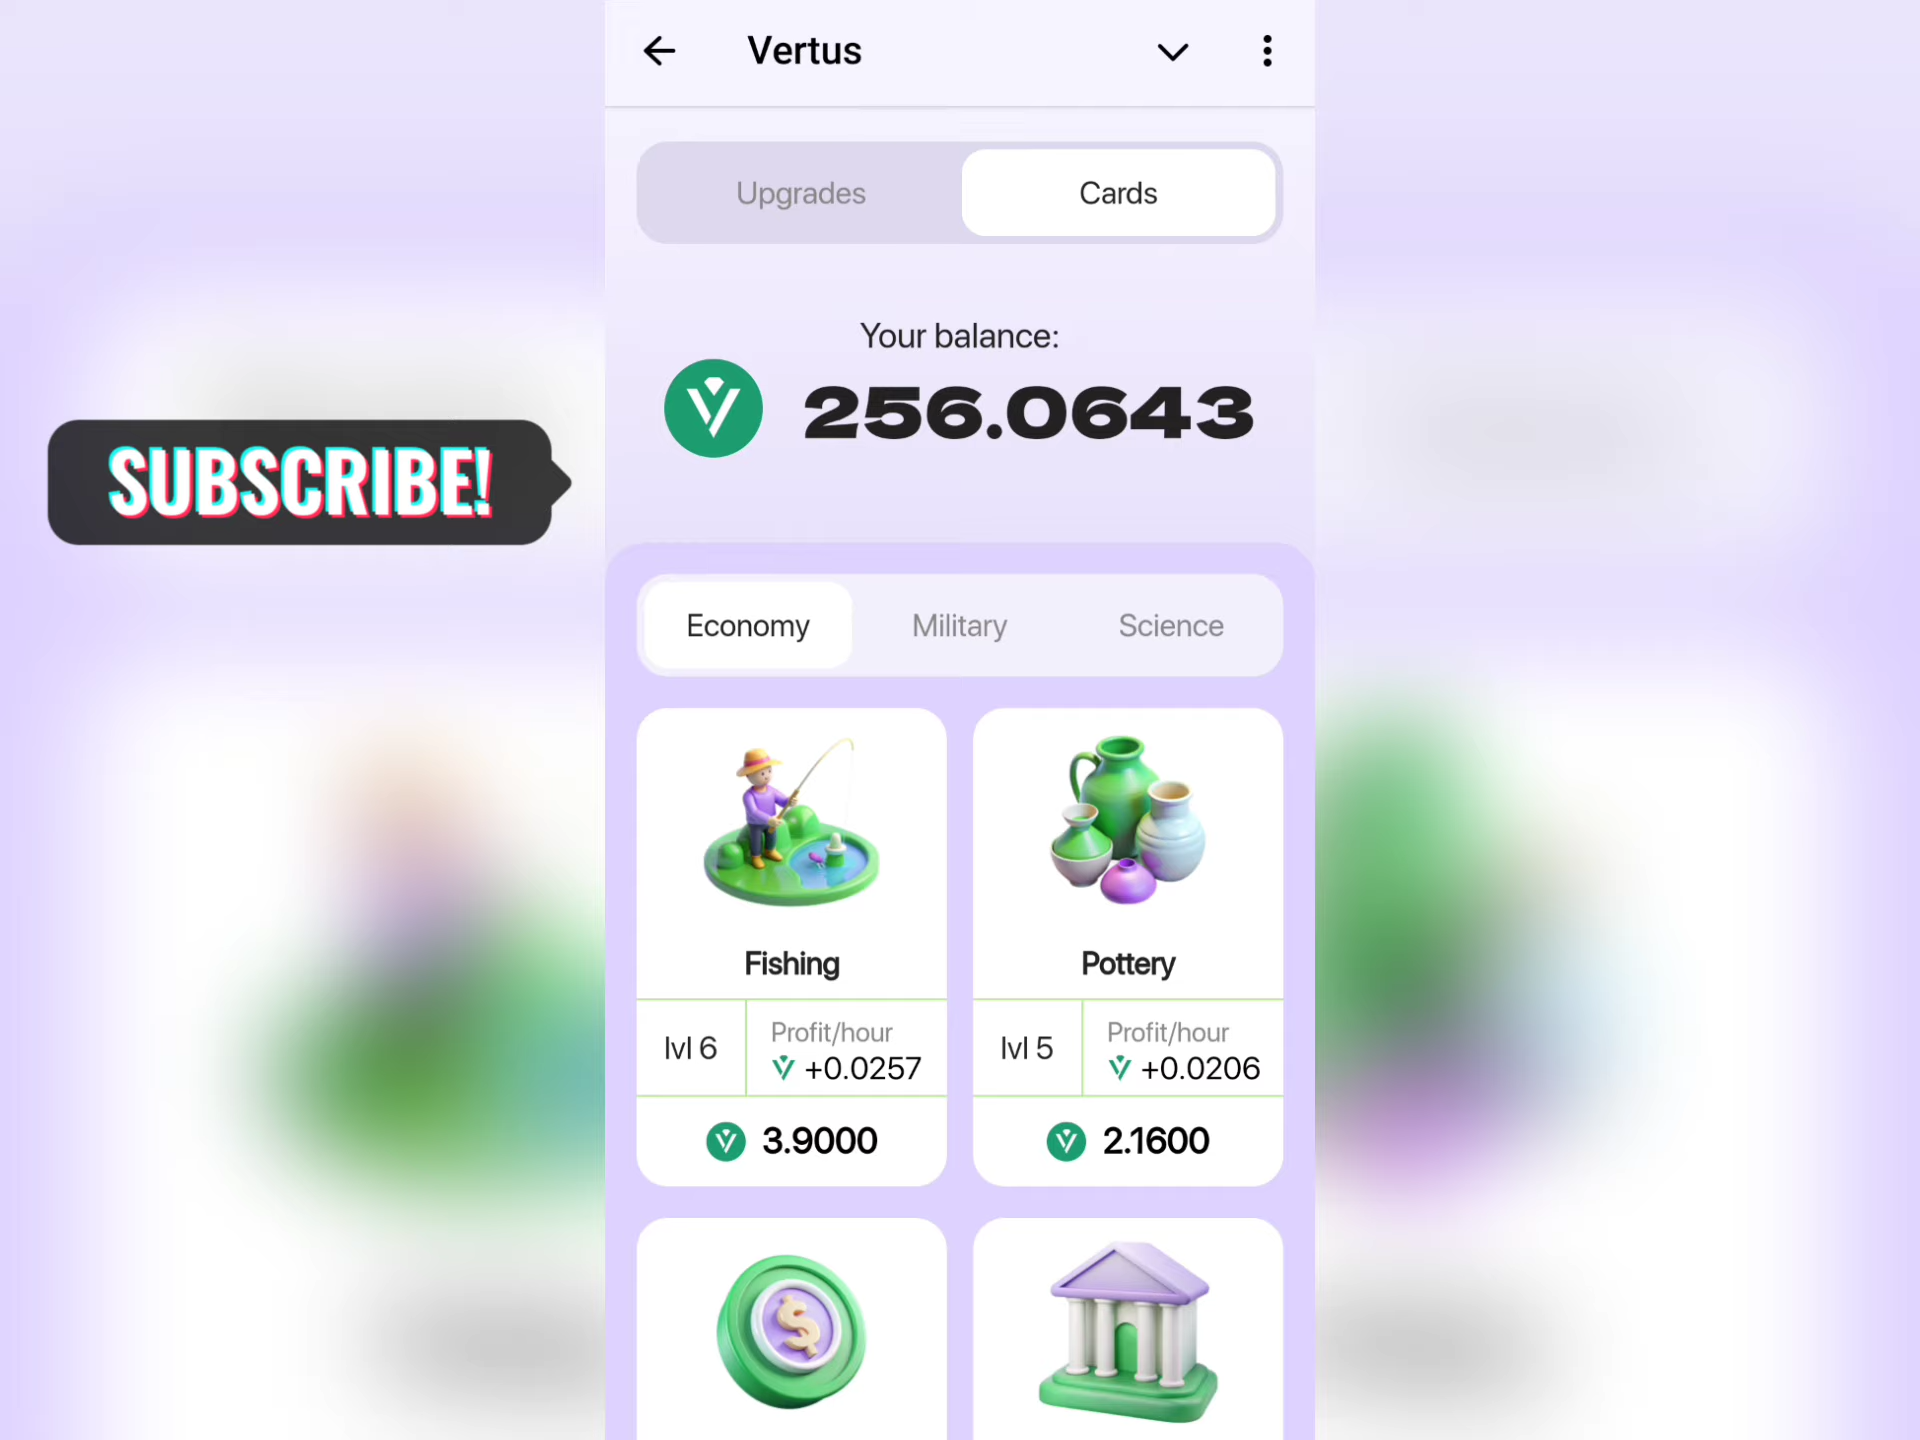 Vertus
Upgrades
Cards
Your balance:
256.0643
SUBSCRIBE!
Economy
Military
Science
Fishing
lvl 6
Profit/hour
+0.0257
3.9000
Pottery
lvl 5
Profit/hour
+0.0206
2.1600